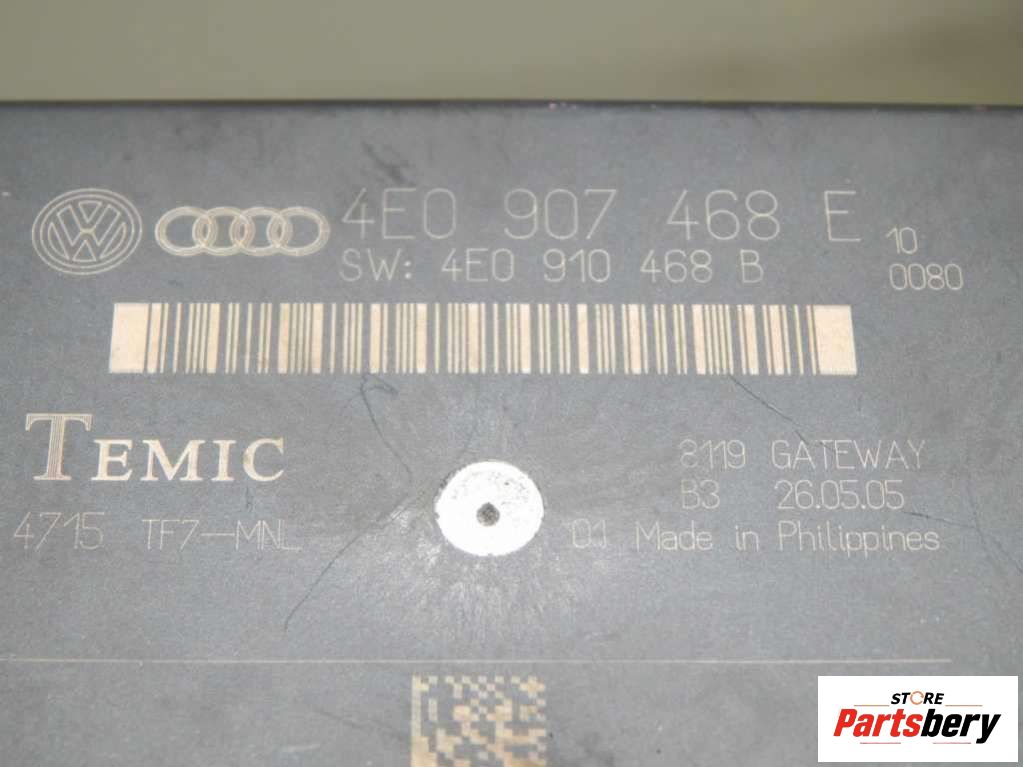 4E0 907 468 E
SW: 4E0 910 468 B
10
0080
TEMIC
8119 GATEWAY
B3 26.05.05
4715 TF7-MNL
01 Made in Philippines
STORE
Partsbery